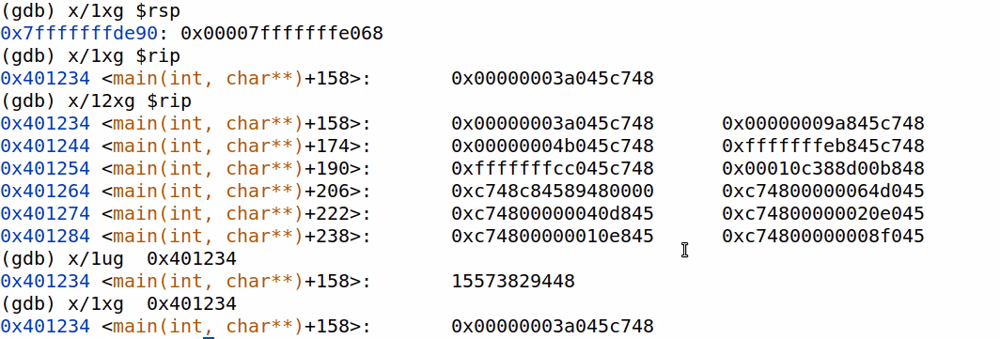 (gdb) x/1xg $rsp
0x7fffffffde90: 0x00007fffffffe068
(gdb) x/1xg $rip
0x401234 <main(int, char**)+158>: 0x00000003a045c748
(gdb) x/12xg $rip
0x401234 <main(int, char**)+158>: 0x00000003a045c748 0x00000009a845c748
0x401244 <main(int, char**)+174>: 0x00000004b045c748 0xfffffffeb845c748
0x401254 <main(int, char**)+190>: 0xfffffffcc045c748 0x00010c388d00b848
0x401264 <main(int, char**)+206>: 0xc748c84589480000 0xc74800000064d045
0x401274 <main(int, char**)+222>: 0xc74800000040d845 0xc74800000020e045
0x401284 <main(int, char**)+238>: 0xc74800000010e845 0xc74800000008f045
(gdb) x/1ug  0x401234
0x401234 <main(int, char**)+158>: 15573829448
(gdb) x/1xg  0x401234
0x401234 <main(int, char**)+158>: 0x00000003a045c748